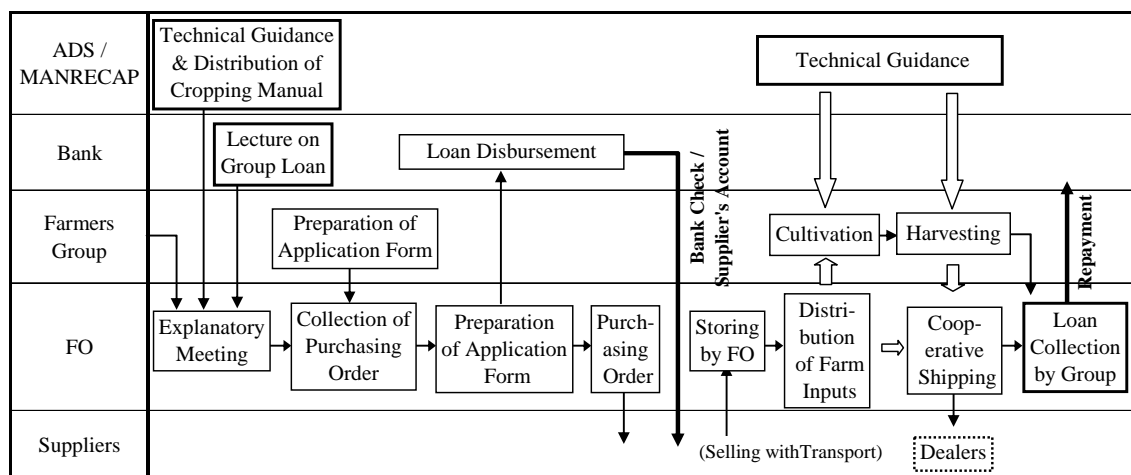 ADS /
MANRECAP
Technical Guidance
& Distribution of
Cropping Manual
Technical Guidance
Bank
Lecture on
Group Loan
Loan Disbursement
Bank Check /
Supplier's Account
Farmers
Group
Preparation of
Application Form
Cultivation
Harvesting
Repayment
FO
Explanatory
Meeting
Collection of
Purchasing
Order
Preparation
of Application
Form
Purch-
asing
Order
Storing
by FO
Distri-
bution
of Farm
Inputs
Coop-
erative
Shipping
Loan
Collection
by Group
Suppliers
(Selling withTransport)
Dealers